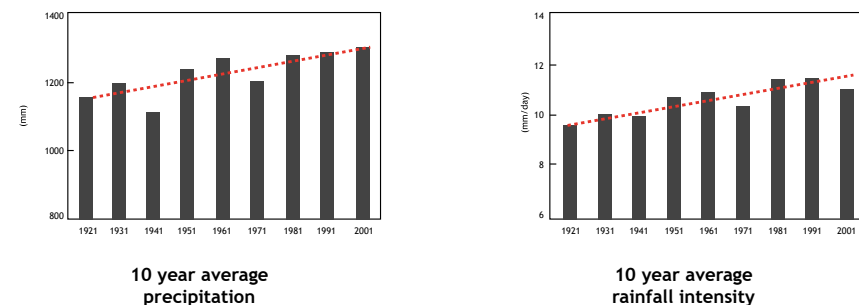 1400
1200
1000
800
(mm)
1921 1931 1941 1951 1961 1971 1981 1991 2001
10 year average
precipitation
14
12
10
8
6
(mm/day)
1921 1931 1941 1951 1961 1971 1981 1991 2001
10 year average
rainfall intensity